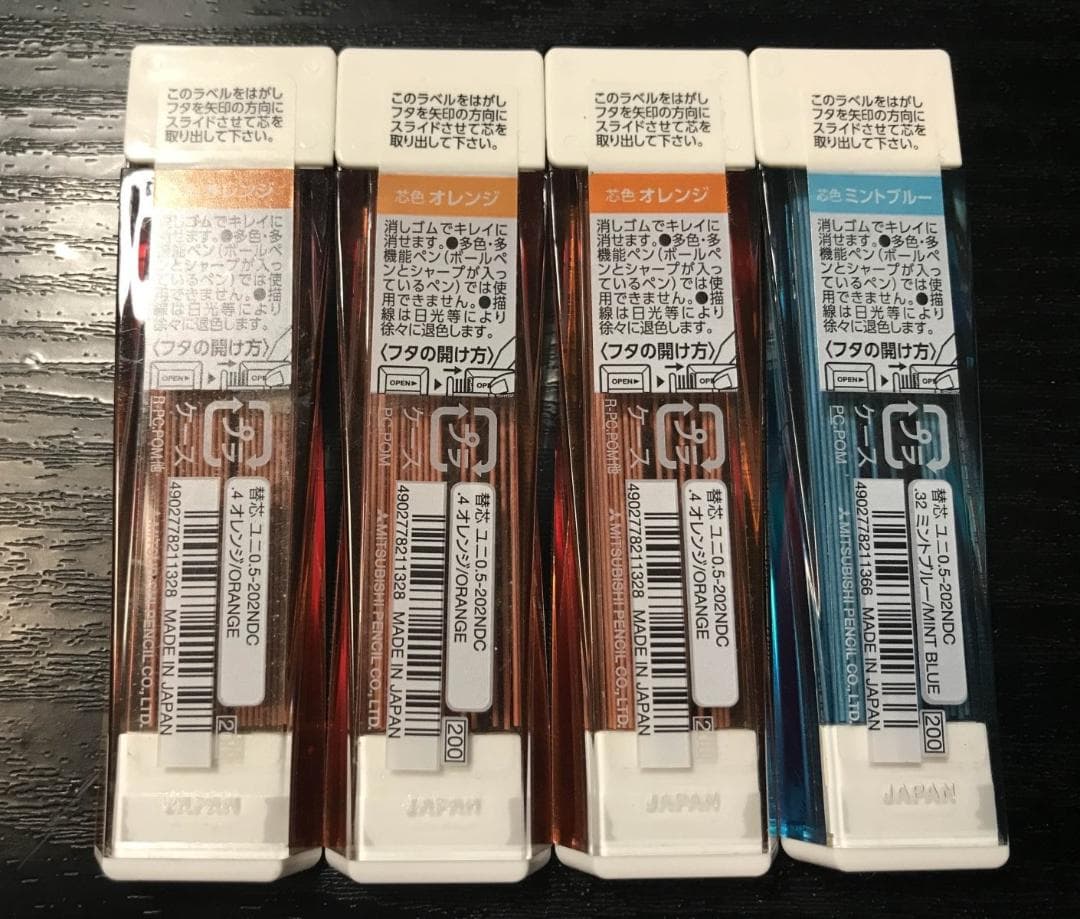 このラベルをはがし
フタを矢印の方向に
スライドさせて芯を
取り出して下さい。
芯色 オレンジ
消しゴムでキレイに
消せます。●多色・多
機能ペン(ボールペ
ンとシャープが入っ
ているペン)では使
用できません。●描
線は日光等により
徐々に退色します。
〈フタの開け方〉
OPEN▶
プラ
ケース
R-PC,POM他
替芯 ユニ0.5-202NDC
.4 オレンジ/ORANGE
4902778211328 MADE IN JAPAN
MITSUBISHI PENCIL CO., LTD.
JAPAN
このラベルをはがし
フタを矢印の方向に
スライドさせて芯を
取り出して下さい。
芯色 オレンジ
消しゴムでキレイに
消せます。●多色・多
機能ペン(ボールペ
ンとシャープが入っ
ているペン)では使
用できません。●描
線は日光等により
徐々に退色します。
〈フタの開け方〉
OPEN▶
プラ
ケース
PC,POM
替芯 ユニ0.5-202NDC
.4 オレンジ/ORANGE
4902778211328 MADE IN JAPAN
200
MITSUBISHI PENCIL CO., LTD.
JAPAN
このラベルをはがし
フタを矢印の方向に
スライドさせて芯を
取り出して下さい。
芯色 オレンジ
消しゴムでキレイに
消せます。●多色・多
機能ペン(ボールペ
ンとシャープが入っ
ているペン)では使
用できません。●描
線は日光等により
徐々に退色します。
〈フタの開け方〉
OPEN▶
プラ
ケース
R-PC,POM他
替芯 ユニ0.5-202NDC
.4 オレンジ/ORANGE
4902778211328 MADE IN JAPAN
MITSUBISHI PENCIL CO., LTD.
JAPAN
このラベルをはがし
フタを矢印の方向に
スライドさせて芯を
取り出して下さい。
芯色 ミントブルー
消しゴムでキレイに
消せます。●多色・多
機能ペン(ボールペ
ンとシャープが入っ
ているペン)では使
用できません。●描
線は日光等により
徐々に退色します。
〈フタの開け方〉
OPEN▶
プラ
ケース
PC,POM
替芯 ユニ0.5-202NDC
.32 ミントブルー/MINT BLUE
4902778211366 MADE IN JAPAN
200
MITSUBISHI PENCIL CO., LTD.
JAPAN